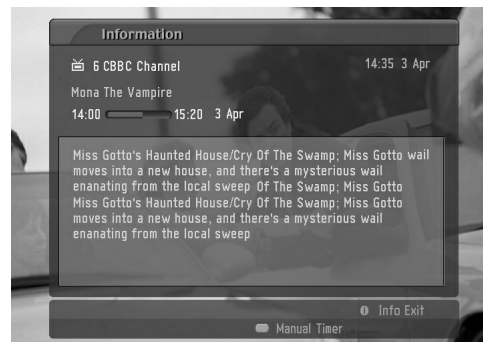 Information
6 CBBC Channel 14:35 3 Apr
Mona The Vampire
14:00 15:20 3 Apr
Miss Gotto's Haunted House/Cry Of The Swamp; Miss Gotto wail
moves into a new house, and there's a mysterious wail
enanating from the local sweep Of The Swamp; Miss Gotto
Miss Gotto's Haunted House/Cry Of The Swamp; Miss Gotto
moves into a new house, and there's a mysterious wail
enanating from the local sweep
Info Exit
Manual Timer